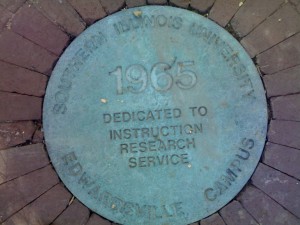 SOUTHERN ILLINOIS UNIVERSITY
1965
DEDICATED TO
INSTRUCTION
RESEARCH
SERVICE
EDWARDSVILLE CAMPUS